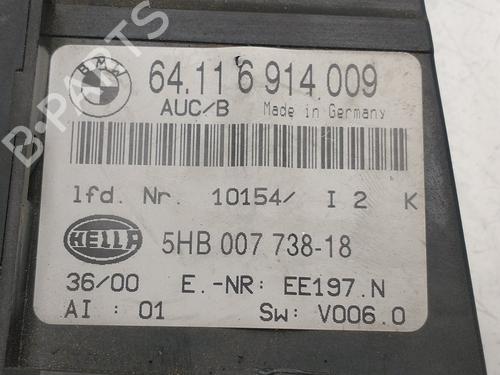 BMW 64.11 6 914 009
AUC/B Made in Germany
lfd. Nr. 10154/ I 2 K
HELLA 5HB 007 738-18
36/00 E.-NR: EE197.N
AI : 01 Sw: V006.0
B-PARTS